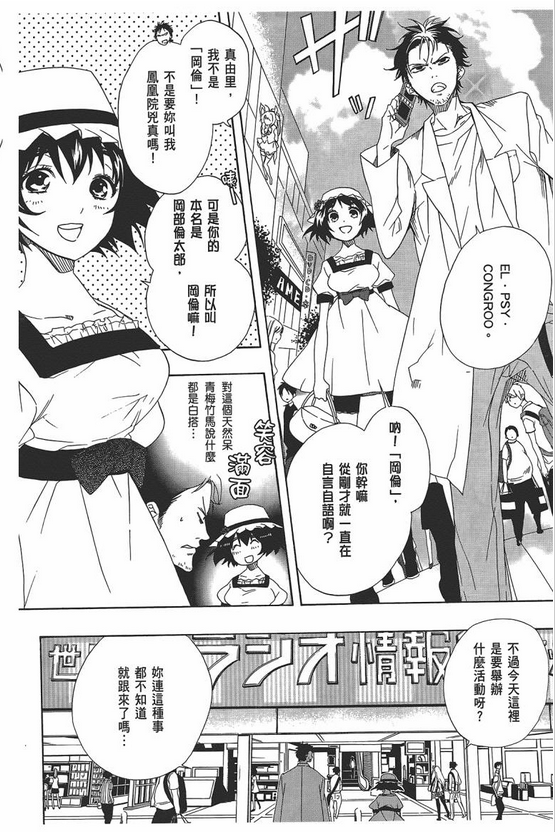 EL．PSY．
CONGROO。
吶！「岡倫」，
你幹嘛
從剛才就一直在
自言自語啊？
真由里，
我不是
「岡倫」！
不是要妳叫我
鳳凰院兇真嗎！
可是你的
本名是
岡部倫太郎，
所以叫
岡倫嘛！
對這個天然呆
青梅竹馬說什麼
都是白搭…
笑容
滿面
不過今天這裡
是要舉辦
什麼活動呀？
妳連這種事
都不知道
就跟來了嗎…
ラジオ情報